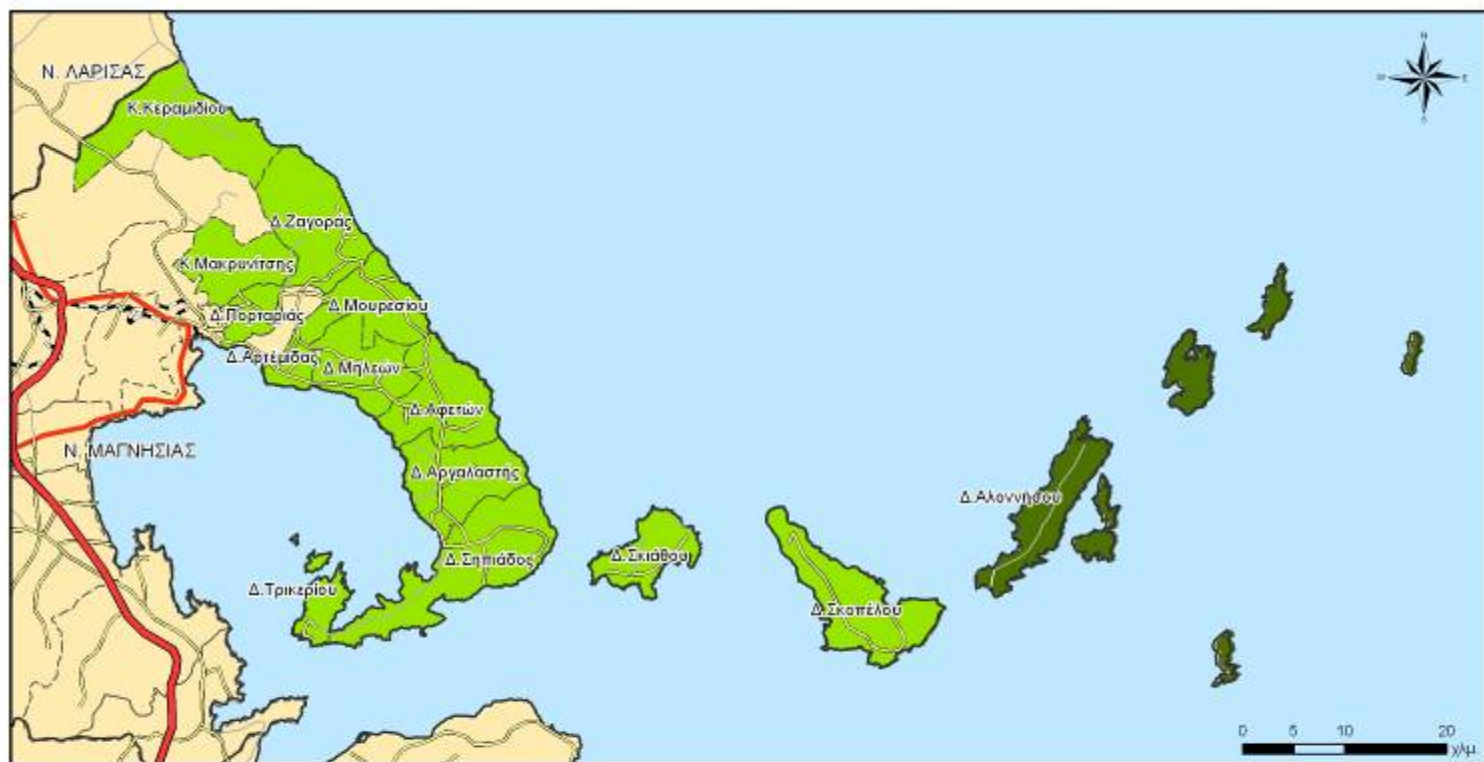 N
Ν. ΛΑΡΙΣΑΣ
W E
Κ.Κεραμιδίου
S
Δ.Ζαγοράς
Κ.Μακρυνίτσης
Δ.Μουρεσίου
Δ.Πορταριάς
Δ.Αρτέμιδας
Δ.Μηλεών
Δ.Αφετών
Ν. ΜΑΓΝΗΣΙΑΣ
Δ.Αργαλαστής
Δ.Αλοννήσου
Δ.Σκιάθου
Δ.Σηπιάδος
Δ.Τρικερίου
Δ.Σκοπέλου
0 5 10 20
χλμ.